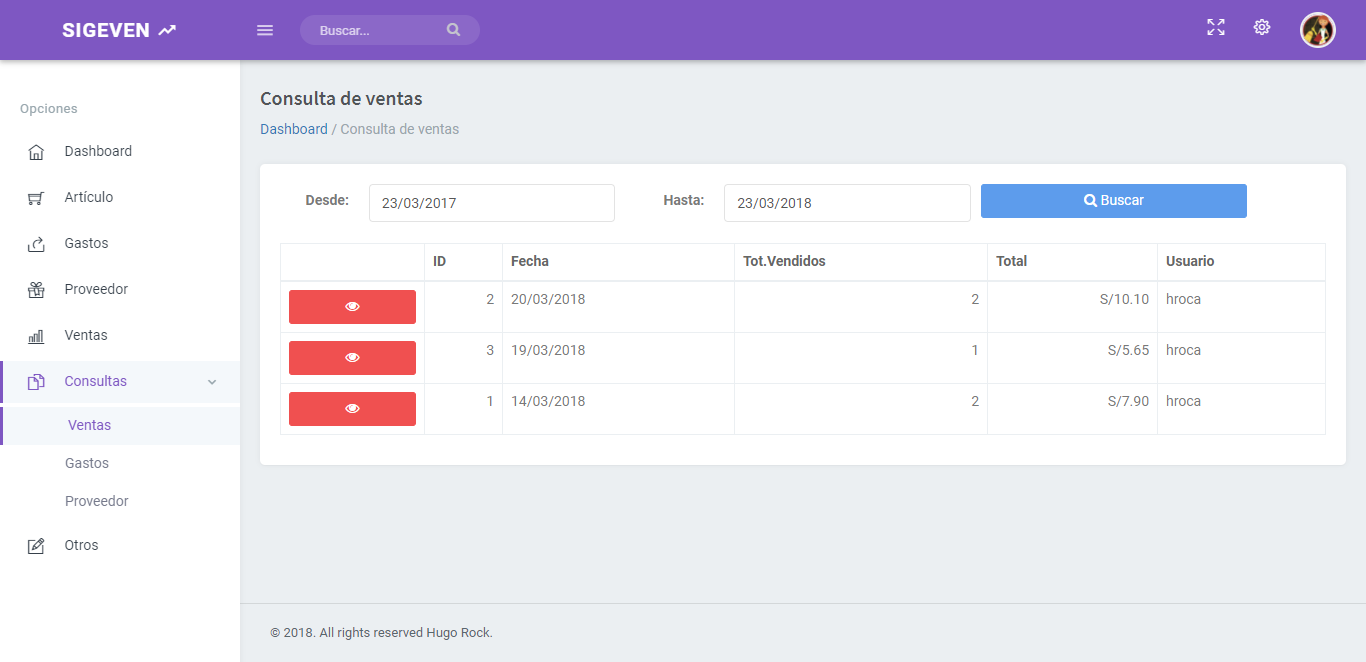 SIGEVEN
Buscar...
Opciones
Dashboard
Artículo
Gastos
Proveedor
Ventas
Consultas
Ventas
Gastos
Proveedor
Otros
Consulta de ventas
Dashboard / Consulta de ventas
Desde: 23/03/2017 Hasta: 23/03/2018 Buscar
ID Fecha Tot.Vendidos Total Usuario
2 20/03/2018 2 S/10.10 hroca
3 19/03/2018 1 S/5.65 hroca
1 14/03/2018 2 S/7.90 hroca
© 2018. All rights reserved Hugo Rock.